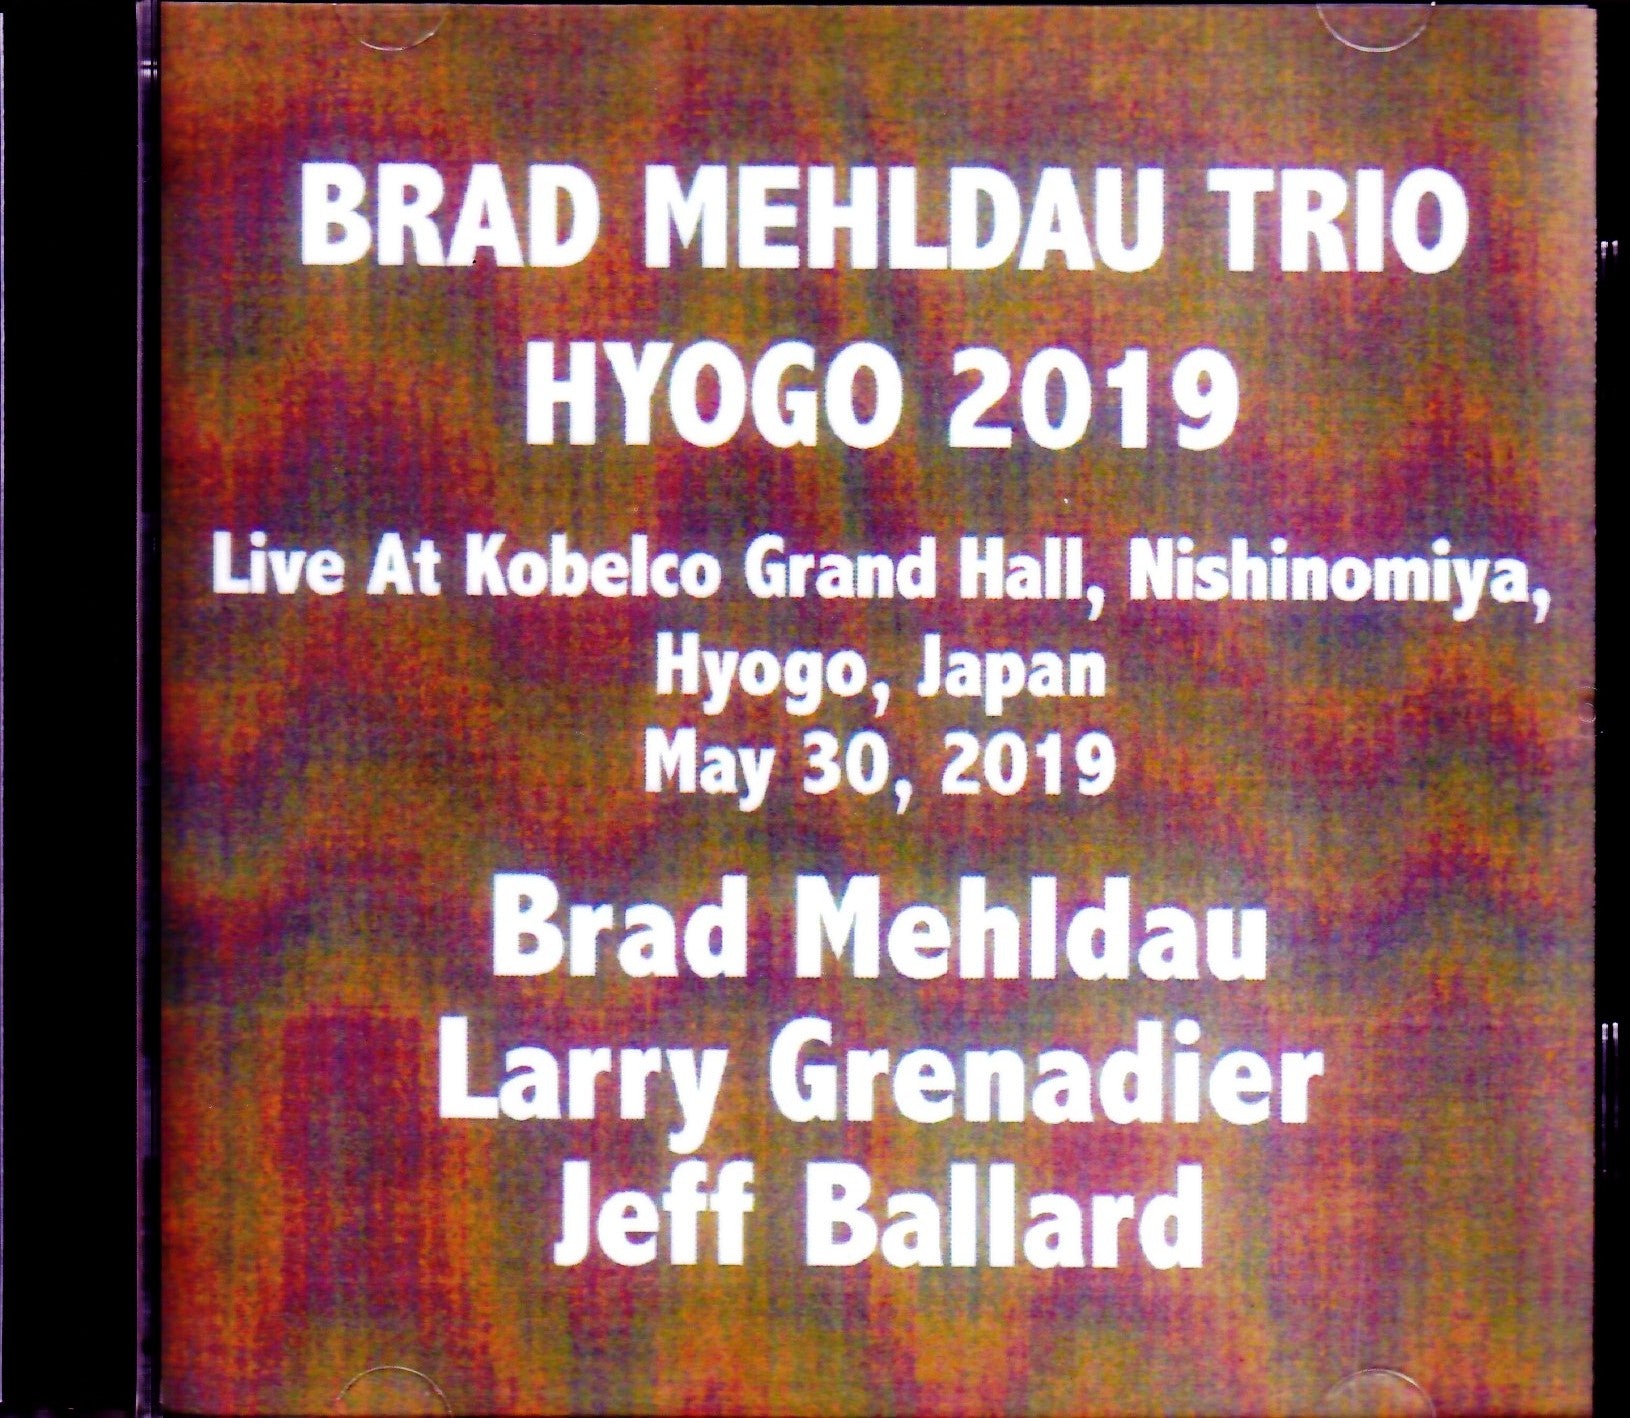 BRAD MEHLDAU TRIO
HYOGO 2019
Live At Kobelco Grand Hall, Nishinomiya,
Hyogo, Japan
May 30, 2019
Brad Mehldau
Larry Grenadier
Jeff Ballard